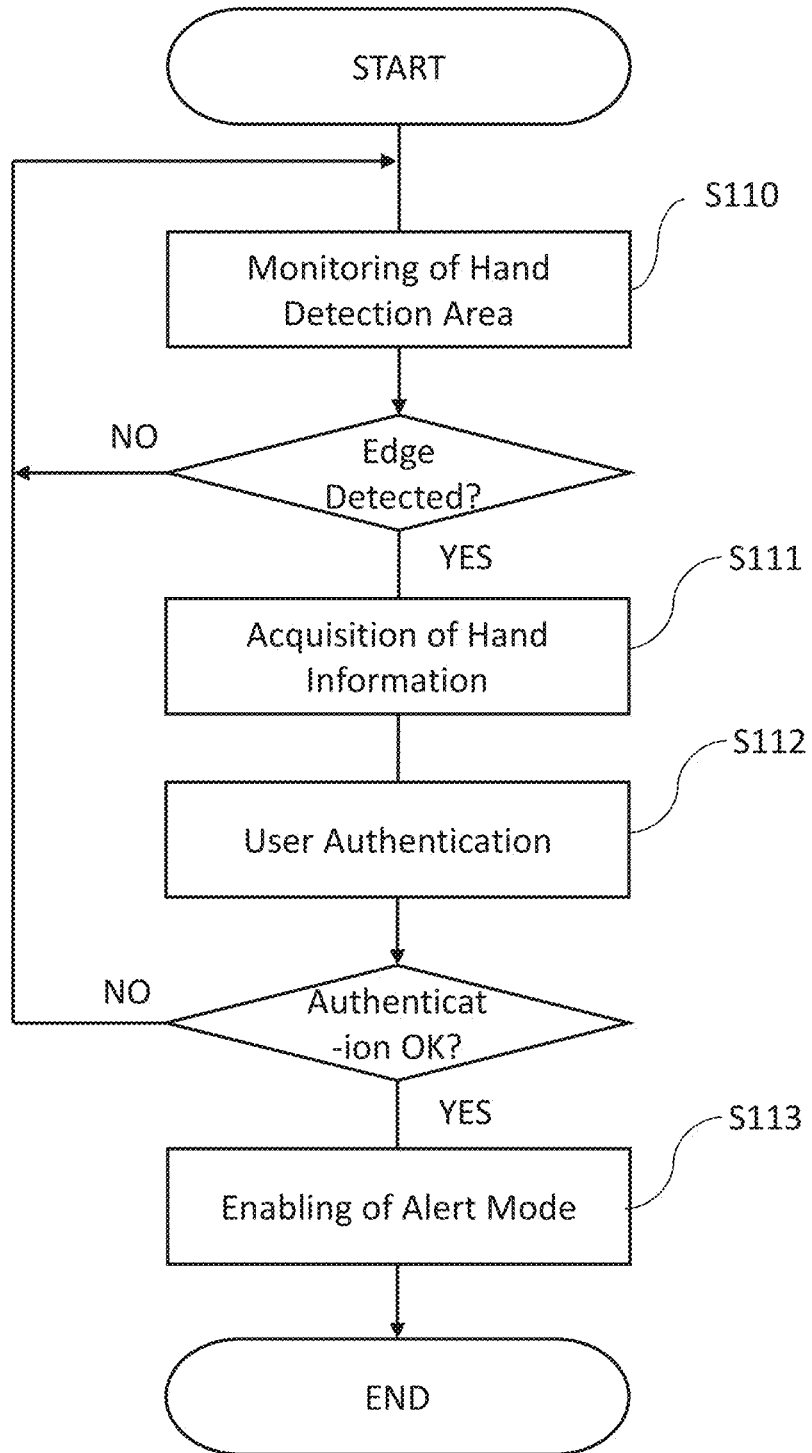 START
S110
Monitoring of Hand
Detection Area
NO
Edge
Detected?
YES
S111
Acquisition of Hand
Information
S112
User Authentication
NO
Authenticat
-ion OK?
YES
S113
Enabling of Alert Mode
END